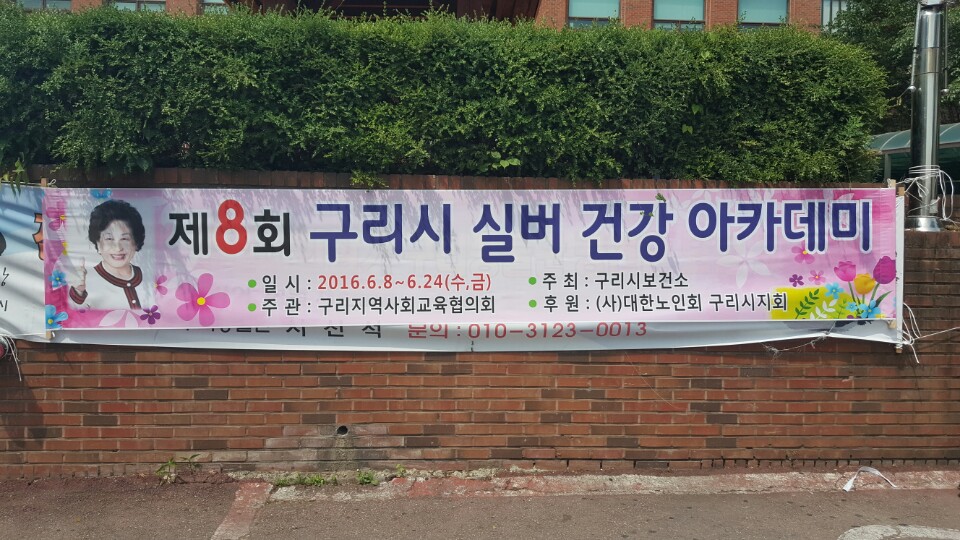 제8회 구리시 실버 건강 아카데미
• 일 시 : 2016.6.8~6.24(수,금)
• 주 최 : 구리시보건소
• 주 관 : 구리지역사회교육협의회
• 후 원 : (사)대한노인회 구리시지회
문의 : 010-3123-0013